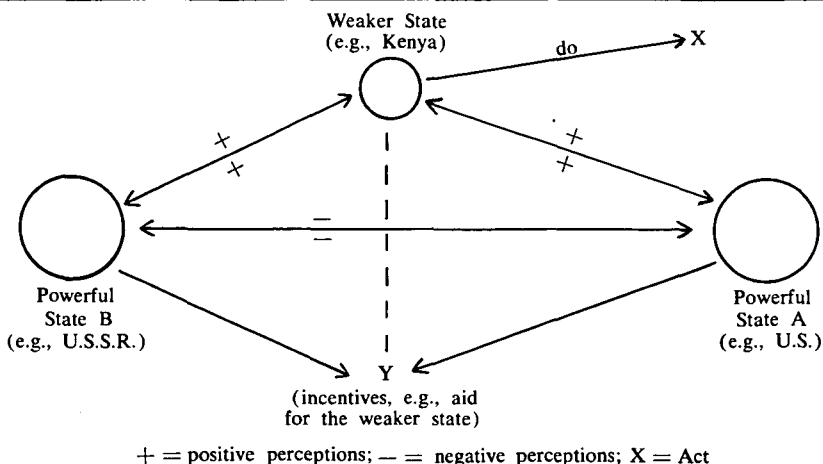 Weaker State
(e.g., Kenya)
do
X
+
+
+
+
−
−
Powerful
State B
(e.g., U.S.S.R.)
Powerful
State A
(e.g., U.S.)
Y
(incentives, e.g., aid
for the weaker state)
+ = positive perceptions; − = negative perceptions; X = Act